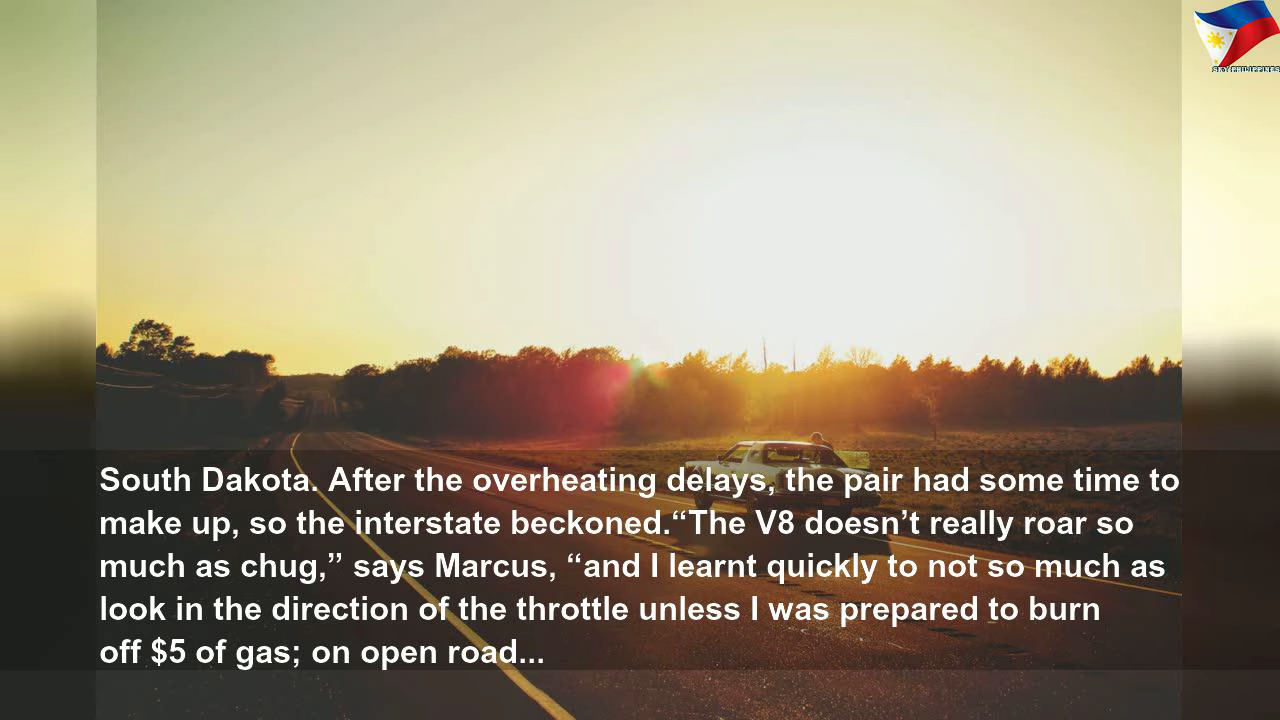 SKY PHILIPPINES
South Dakota. After the overheating delays, the pair had some time to
make up, so the interstate beckoned.“The V8 doesn’t really roar so
much as chug,” says Marcus, “and I learnt quickly to not so much as
look in the direction of the throttle unless I was prepared to burn
off $5 of gas; on open road...